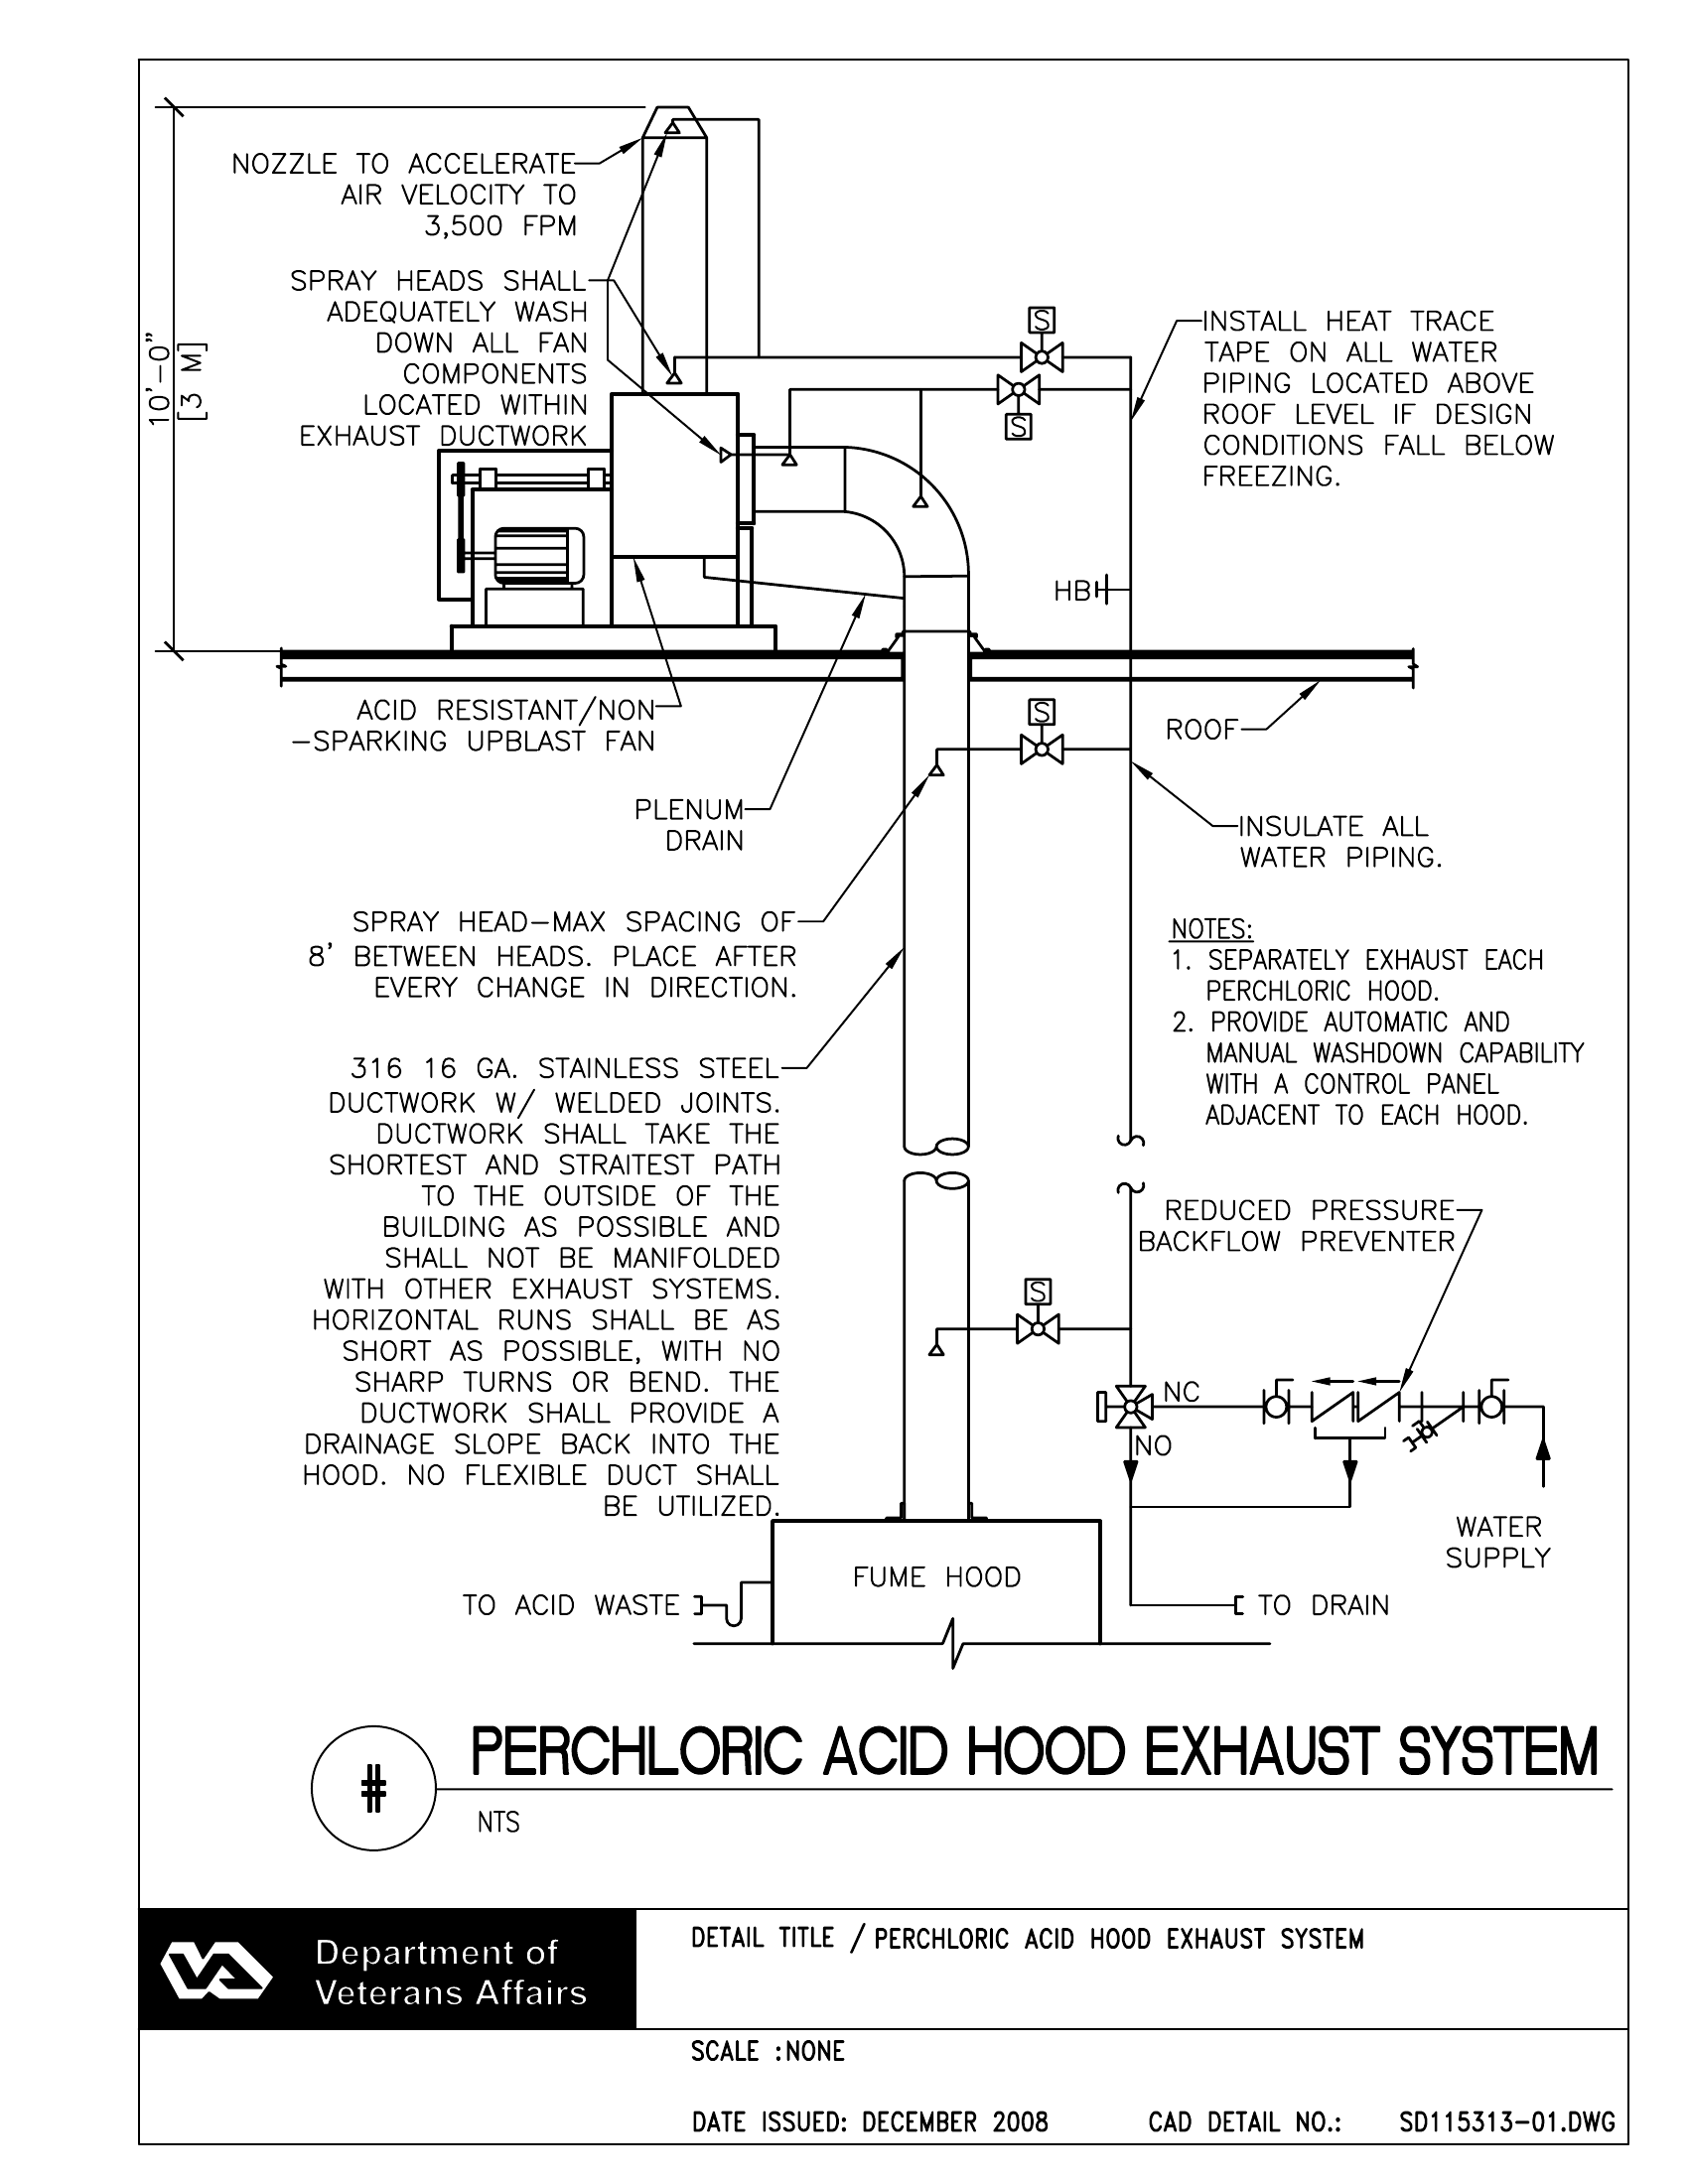 NOZZLE TO ACCELERATE
AIR VELOCITY TO
3,500 FPM
SPRAY HEADS SHALL
ADEQUATELY WASH
DOWN ALL FAN
COMPONENTS
LOCATED WITHIN
EXHAUST DUCTWORK
10'-0"
[3 M]
S
S
INSTALL HEAT TRACE
TAPE ON ALL WATER
PIPING LOCATED ABOVE
ROOF LEVEL IF DESIGN
CONDITIONS FALL BELOW
FREEZING.
HB
ACID RESISTANT/NON
-SPARKING UPBLAST FAN
S
ROOF
PLENUM
DRAIN
INSULATE ALL
WATER PIPING.
SPRAY HEAD-MAX SPACING OF
8' BETWEEN HEADS. PLACE AFTER
EVERY CHANGE IN DIRECTION.
NOTES:
1. SEPARATELY EXHAUST EACH
PERCHLORIC HOOD.
2. PROVIDE AUTOMATIC AND
MANUAL WASHDOWN CAPABILITY
WITH A CONTROL PANEL
ADJACENT TO EACH HOOD.
316 16 GA. STAINLESS STEEL
DUCTWORK W/ WELDED JOINTS.
DUCTWORK SHALL TAKE THE
SHORTEST AND STRAITEST PATH
TO THE OUTSIDE OF THE
BUILDING AS POSSIBLE AND
SHALL NOT BE MANIFOLDED
WITH OTHER EXHAUST SYSTEMS.
HORIZONTAL RUNS SHALL BE AS
SHORT AS POSSIBLE, WITH NO
SHARP TURNS OR BEND. THE
DUCTWORK SHALL PROVIDE A
DRAINAGE SLOPE BACK INTO THE
HOOD. NO FLEXIBLE DUCT SHALL
BE UTILIZED.
REDUCED PRESSURE
BACKFLOW PREVENTER
S
NC
NO
WATER
SUPPLY
FUME HOOD
TO ACID WASTE
TO DRAIN
#
PERCHLORIC ACID HOOD EXHAUST SYSTEM
NTS
Department of
Veterans Affairs
DETAIL TITLE / PERCHLORIC ACID HOOD EXHAUST SYSTEM
SCALE :NONE
DATE ISSUED: DECEMBER 2008
CAD DETAIL NO.: SD115313-01.DWG